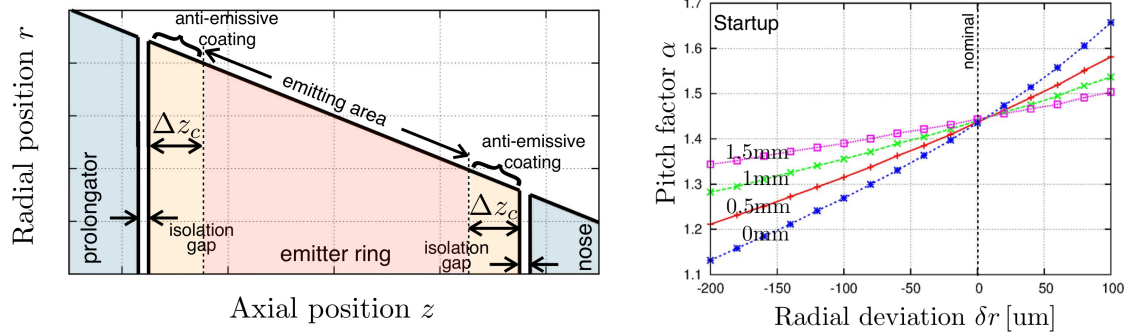 anti-emissive
coating
Δz_c
emitting area
anti-emissive
coating
Δz_c
prolongator
isolation
gap
emitter ring
isolation
gap
nose
Radial position r
Axial position z
Startup
nominal
1.7
1.6
1.5
1.4
1.3
1.2
1.1
1.5mm
1mm
0.5mm
0mm
-200
-150
-100
-50
0
50
100
Pitch factor α
Radial deviation δr [um]